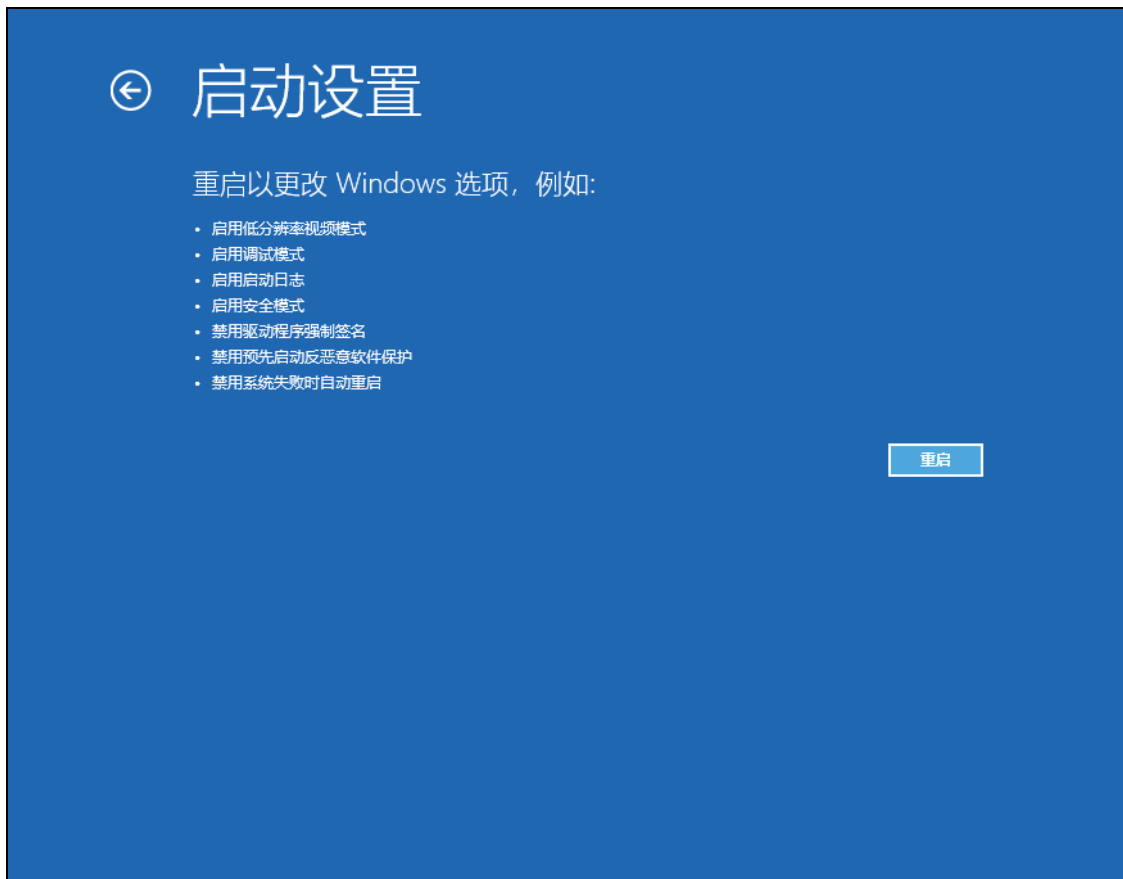 启动设置
重启以更改 Windows 选项，例如:
• 启用低分辨率视频模式
• 启用调试模式
• 启用启动日志
• 启用安全模式
• 禁用驱动程序强制签名
• 禁用预先启动反恶意软件保护
• 禁用系统失败时自动重启
重启